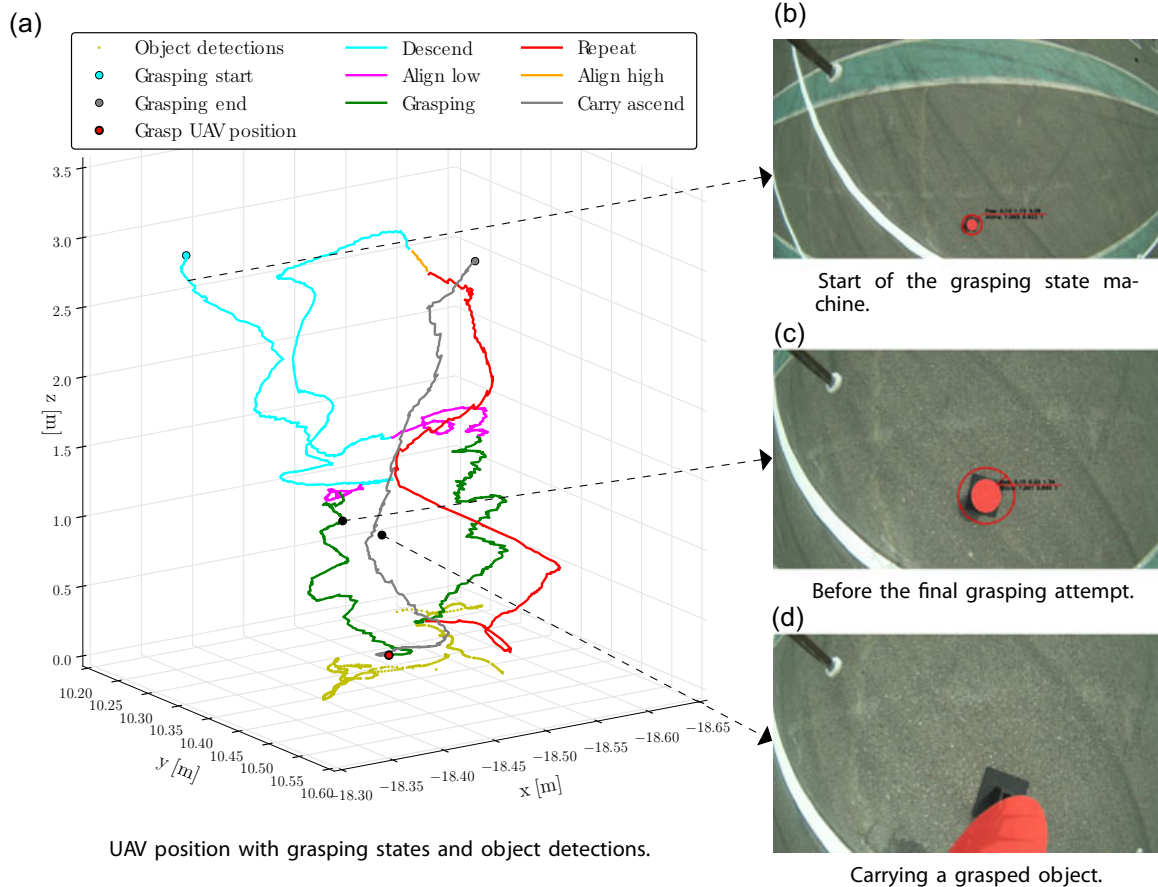 (a)
Object detections
Grasping start
Grasping end
Grasp UAV position
Descend
Align low
Grasping
Repeat
Align high
Carry ascend
3.5
3.0
2.5
2.0
1.5
1.0
0.5
0.0
z [m]
10.20
10.25
10.30
10.35
10.40
10.45
10.50
10.55
10.60
y [m]
−18.30
−18.35
−18.40
−18.45
−18.50
−18.55
−18.60
−18.65
x [m]
UAV position with grasping states and object detections.
(b)
Start of the grasping state ma-
chine.
(c)
Before the final grasping attempt.
(d)
Carrying a grasped object.